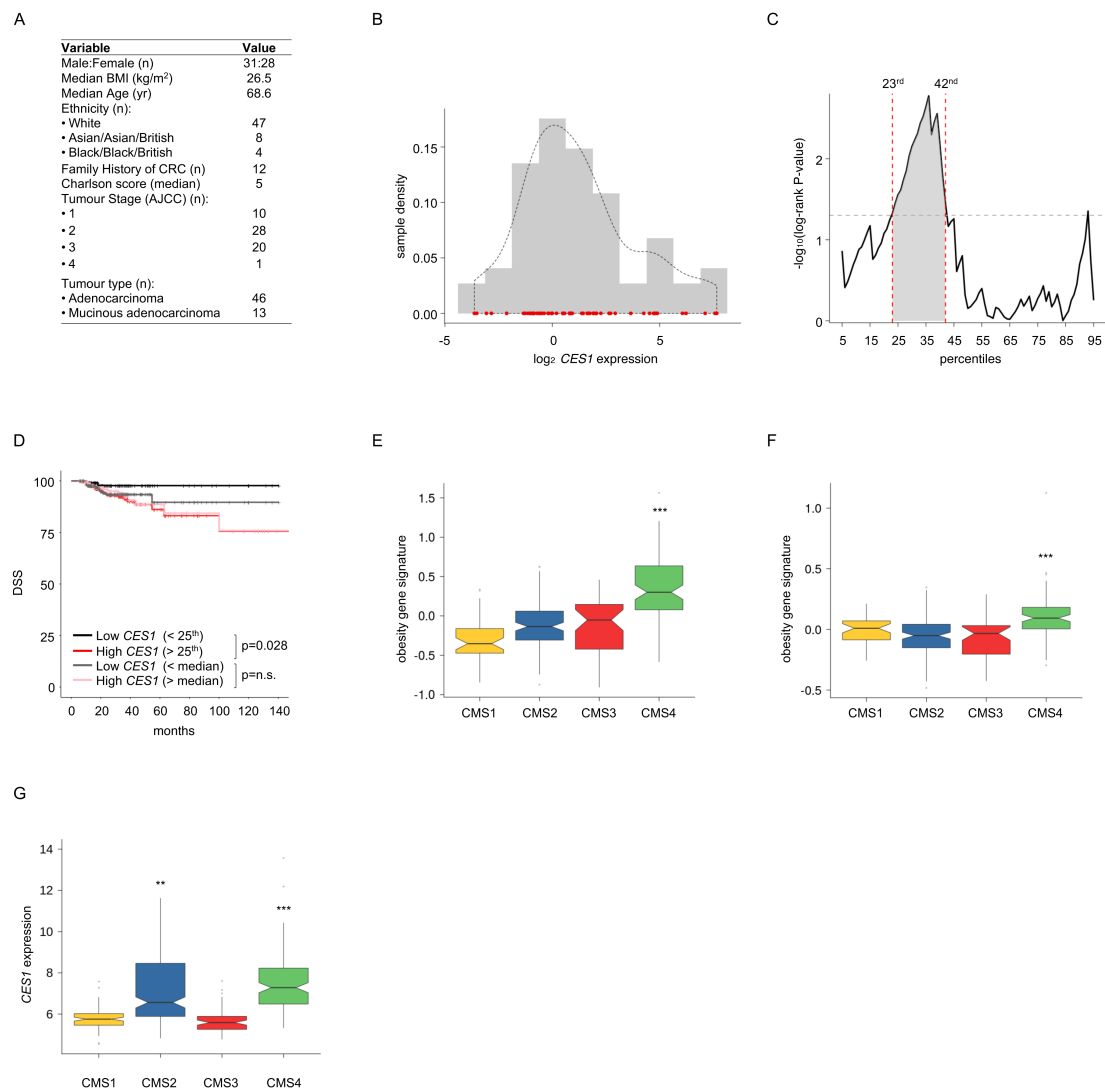 A
Variable Value
Male:Female (n) 31:28
Median BMI (kg/m²) 26.5
Median Age (yr) 68.6
Ethnicity (n):
• White 47
• Asian/Asian/British 8
• Black/Black/British 4
Family History of CRC (n) 12
Charlson score (median) 5
Tumour Stage (AJCC) (n):
• 1 10
• 2 28
• 3 20
• 4 1
Tumour type (n):
• Adenocarcinoma 46
• Mucinous adenocarcinoma 13
B
sample density
0.15
0.10
0.05
0.00
-5 0 5
log₂ CES1 expression
C
23ʳᵈ 42ⁿᵈ
-log₁₀(log-rank P-value)
2
1
0
5 15 25 35 45 55 65 75 85 95
percentiles
D
DSS
100
75
50
25
0
Low CES1 (< 25ᵗʰ)
High CES1 (> 25ᵗʰ)
p=0.028
Low CES1 (< median)
High CES1 (> median)
p=n.s.
0 20 40 60 80 100 120 140
months
E
obesity gene signature
1.5
1.0
0.5
0.0
-0.5
-1.0
***
CMS1 CMS2 CMS3 CMS4
F
obesity gene signature
1.0
0.5
0.0
-0.5
***
CMS1 CMS2 CMS3 CMS4
G
CES1 expression
14
12
10
8
6
** ***
CMS1 CMS2 CMS3 CMS4